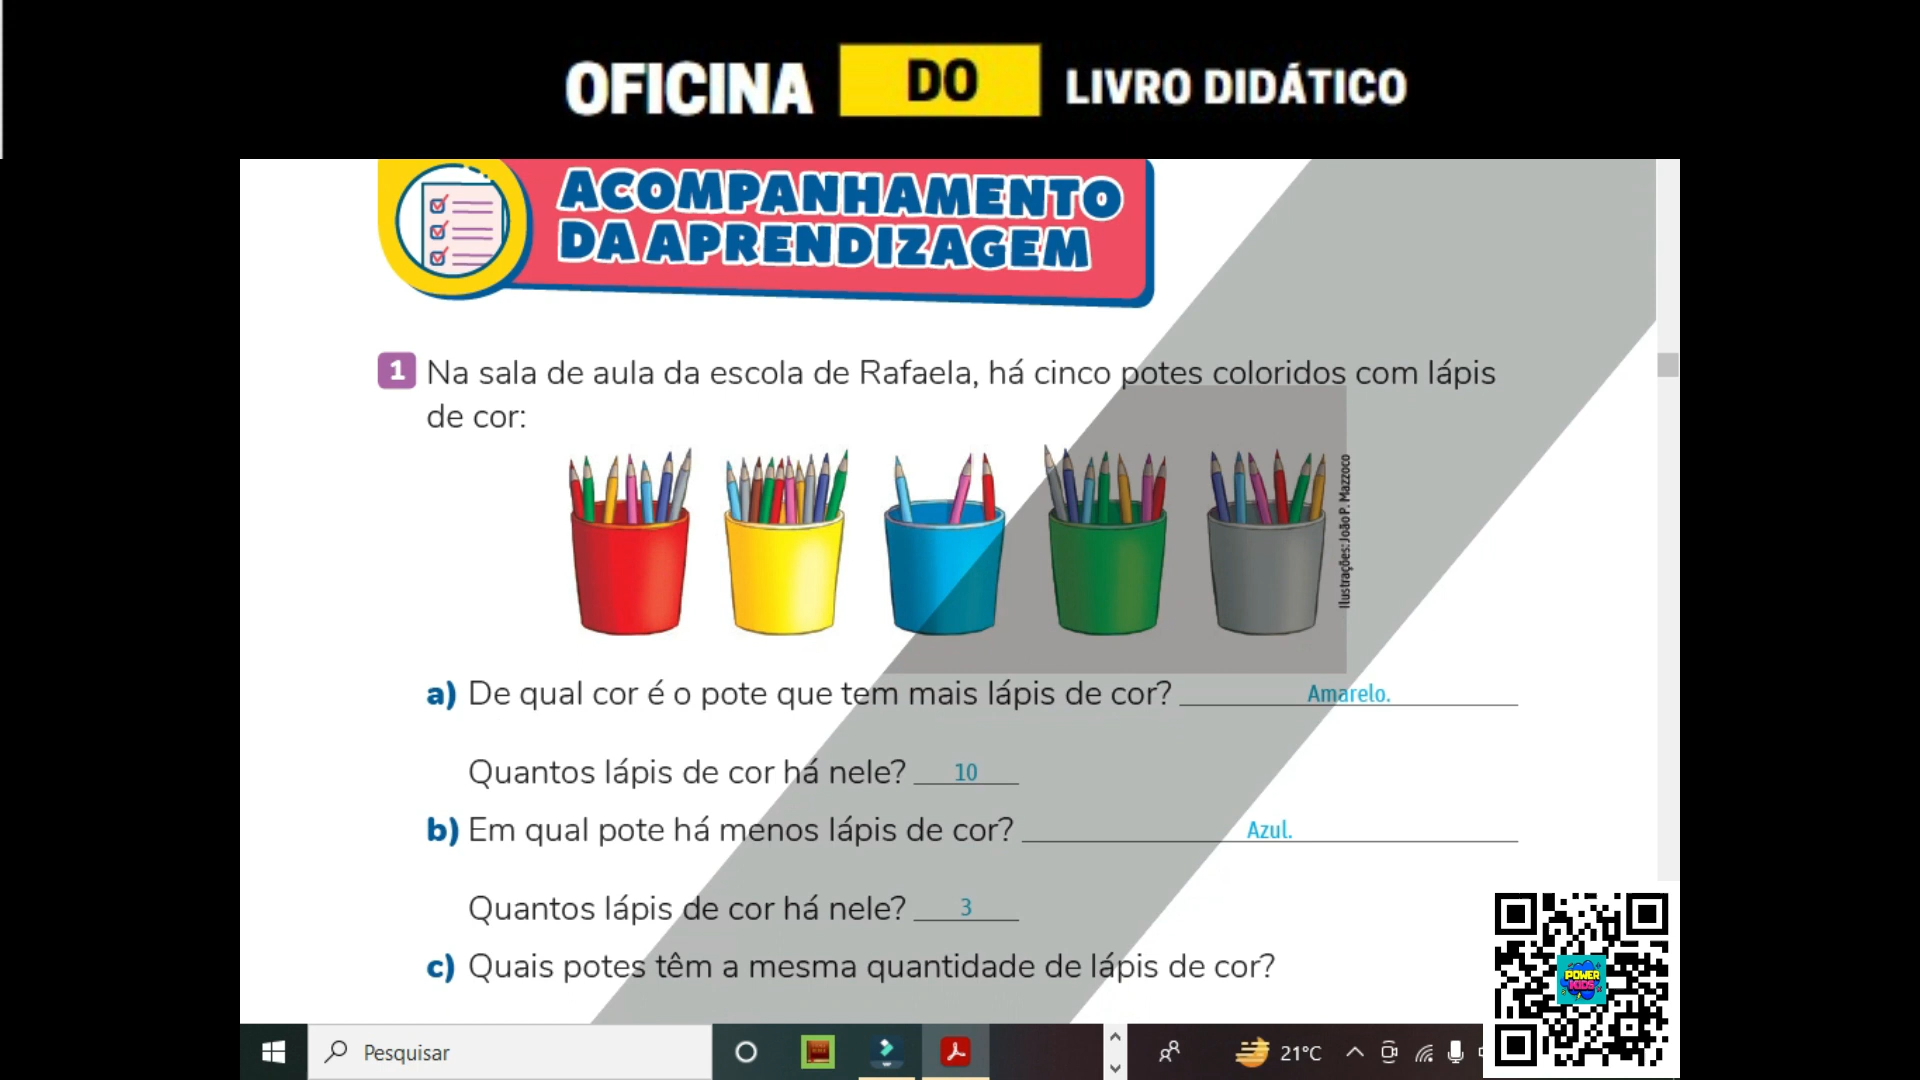 OFICINA DO LIVRO DIDÁTICO
ACOMPANHAMENTO
DA APRENDIZAGEM
1 Na sala de aula da escola de Rafaela, há cinco potes coloridos com lápis
de cor:
Ilustrações: João P. Mazzoco
a) De qual cor é o pote que tem mais lápis de cor? Amarelo.
Quantos lápis de cor há nele? 10
b) Em qual pote há menos lápis de cor? Azul.
Quantos lápis de cor há nele? 3
c) Quais potes têm a mesma quantidade de lápis de cor?
POWER
KIDS
Pesquisar
21°C